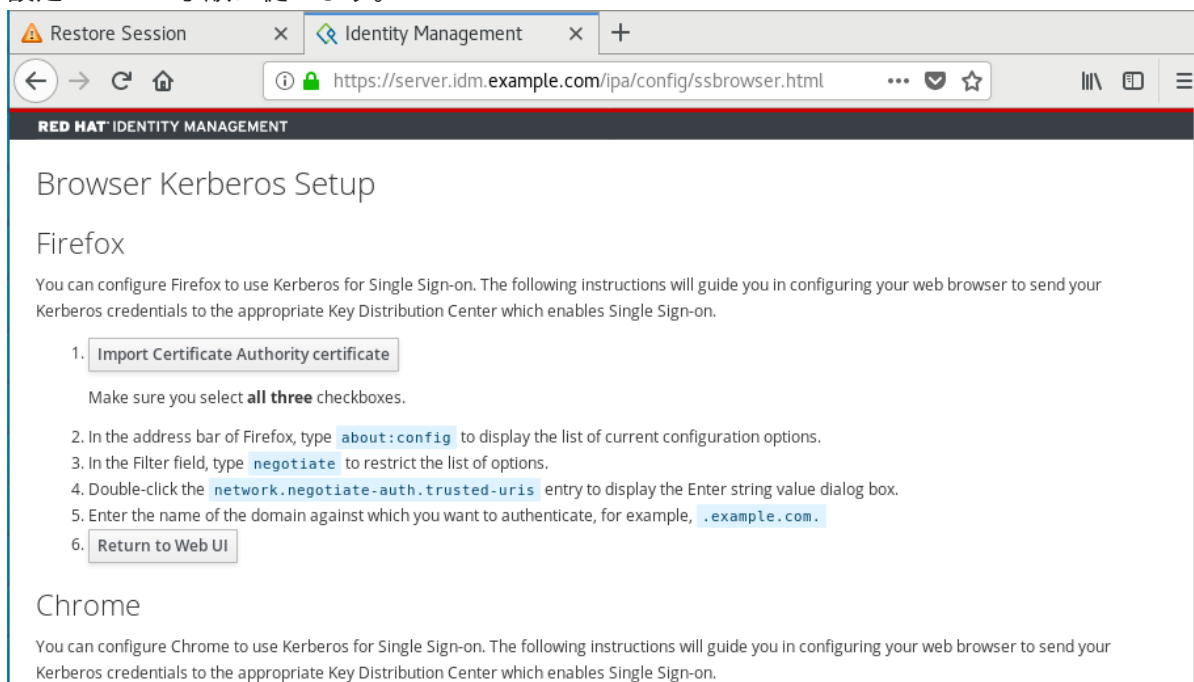 Restore Session
Identity Management
https://server.idm.example.com/ipa/config/ssbrowser.html
RED HAT IDENTITY MANAGEMENT
Browser Kerberos Setup
Firefox
You can configure Firefox to use Kerberos for Single Sign-on. The following instructions will guide you in configuring your web browser to send your
Kerberos credentials to the appropriate Key Distribution Center which enables Single Sign-on.
1. Import Certificate Authority certificate
Make sure you select all three checkboxes.
2. In the address bar of Firefox, type about:config to display the list of current configuration options.
3. In the Filter field, type negotiate to restrict the list of options.
4. Double-click the network.negotiate-auth.trusted-uris entry to display the Enter string value dialog box.
5. Enter the name of the domain against which you want to authenticate, for example, .example.com.
6. Return to Web UI
Chrome
You can configure Chrome to use Kerberos for Single Sign-on. The following instructions will guide you in configuring your web browser to send your
Kerberos credentials to the appropriate Key Distribution Center which enables Single Sign-on.